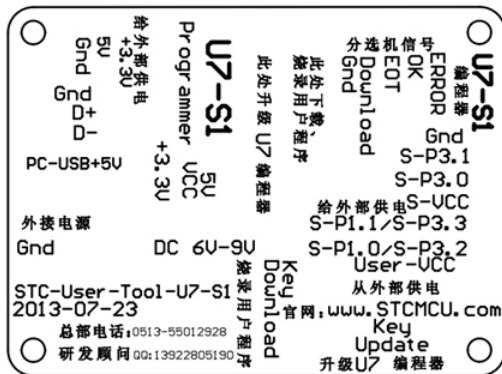 给外部供电
+3.3V
5V
Gnd
Gnd
D+
D-
PC-USB+5V
外接电源
Gnd
DC 6V-9V
U7-S1
Programmer
5V
VCC
+3.3V
此处升级 U7 编程器
此处下载、
烧录用户程序
分选机信号
ERROR
OK
EOT
Download
Gnd
U7-S1
编程器
Gnd
S-P3.1
S-P3.0
S-VCC
给外部供电
S-P1.1/S-P3.3
S-P1.0/S-P3.2
User-VCC
从外部供电
STC-User-Tool-U7-S1
2013-07-23
总部电话:0513-55012928
研发顾问QQ:13922805190
Key
Download
烧录用户程序
官网:www.STCMCU.com
Key
Update
升级U7 编程器